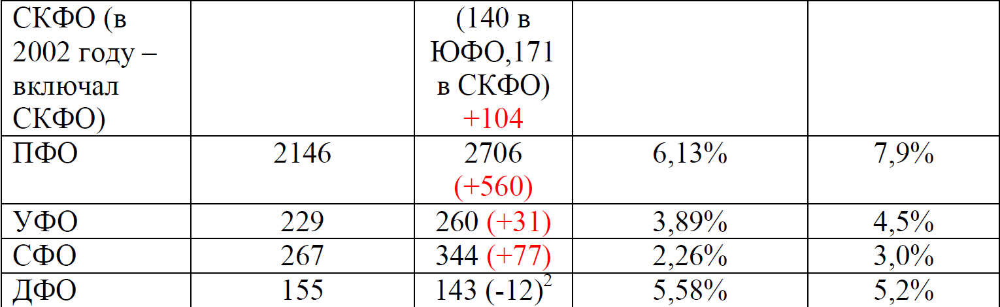 СКФО (в
2002 году –
включал
СКФО)
(140 в
ЮФО,171
в СКФО)
+104
ПФО 2146 2706 6,13% 7,9%
(+560)
УФО 229 260 (+31) 3,89% 4,5%
СФО 267 344 (+77) 2,26% 3,0%
ДФО 155 143 (-12)2 5,58% 5,2%